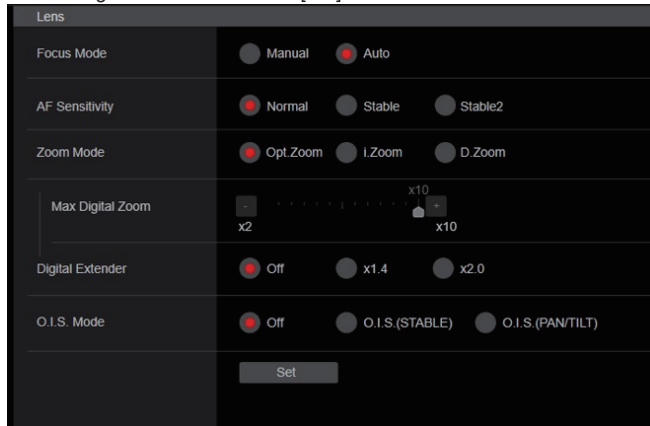 Lens
Focus Mode Manual Auto
AF Sensitivity Normal Stable Stable2
Zoom Mode Opt.Zoom i.Zoom D.Zoom
x10
Max Digital Zoom - +
x2 x10
Digital Extender Off x1.4 x2.0
O.I.S. Mode Off O.I.S.(STABLE) O.I.S.(PAN/TILT)
Set